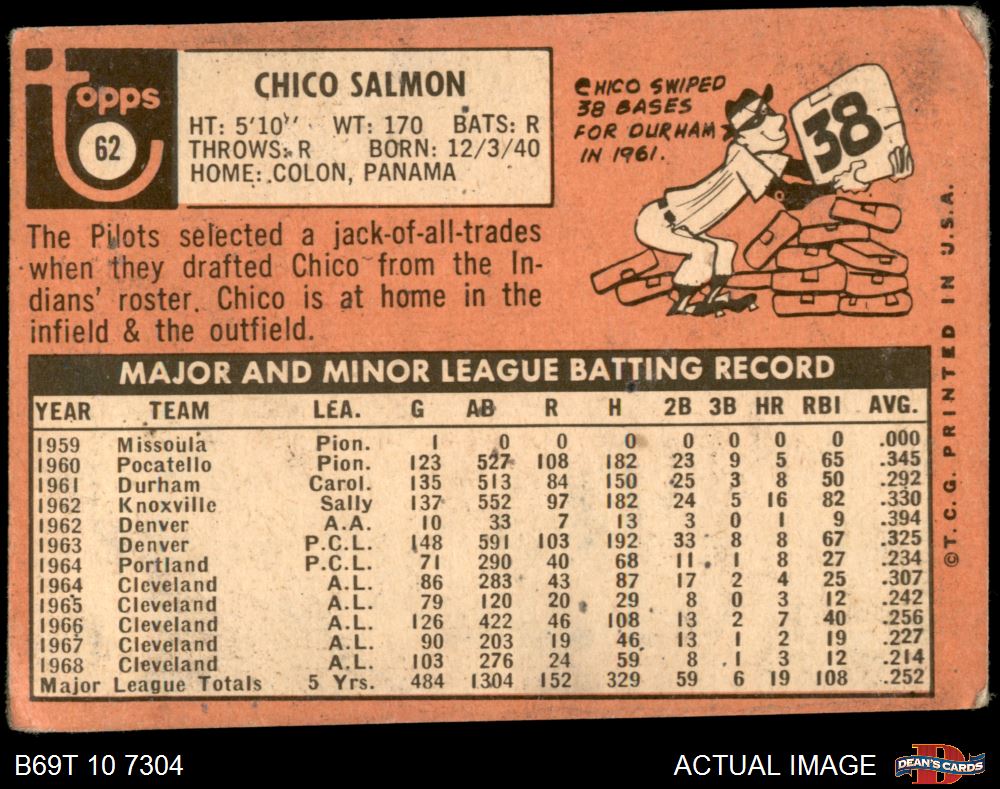 topps
62
CHICO SALMON
HT: 5'10" WT: 170 BATS: R
THROWS: R BORN: 12/3/40
HOME: COLON, PANAMA
CHICO SWIPED
38 BASES
FOR DURHAM
IN 1961.
38
The Pilots selected a jack-of-all-trades
when they drafted Chico from the In-
dians' roster. Chico is at home in the
infield & the outfield.
MAJOR AND MINOR LEAGUE BATTING RECORD
YEAR TEAM LEA. G AB R H 2B 3B HR RBI AVG.
1959 Missoula Pion. 1 0 0 0 0 0 0 0 .000
1960 Pocatello Pion. 123 527 108 182 23 9 5 65 .345
1961 Durham Carol. 135 513 84 150 25 3 8 50 .292
1962 Knoxville Sally 137 552 97 182 24 5 16 82 .330
1962 Denver A.A. 10 33 7 13 3 0 1 9 .394
1963 Denver P.C.L. 148 591 103 192 33 8 8 67 .325
1964 Portland P.C.L. 71 290 40 68 11 1 8 27 .234
1964 Cleveland A.L. 86 283 43 87 17 2 4 25 .307
1965 Cleveland A.L. 79 120 20 29 8 0 3 12 .242
1966 Cleveland A.L. 126 422 46 108 13 2 7 40 .256
1967 Cleveland A.L. 90 203 19 46 13 1 2 19 .227
1968 Cleveland A.L. 103 276 24 59 8 1 3 12 .214
Major League Totals 5 Yrs. 484 1304 152 329 59 6 19 108 .252
© T. C. G. PRINTED IN U.S.A.
B69T 10 7304
ACTUAL IMAGE
DEAN'S CARDS